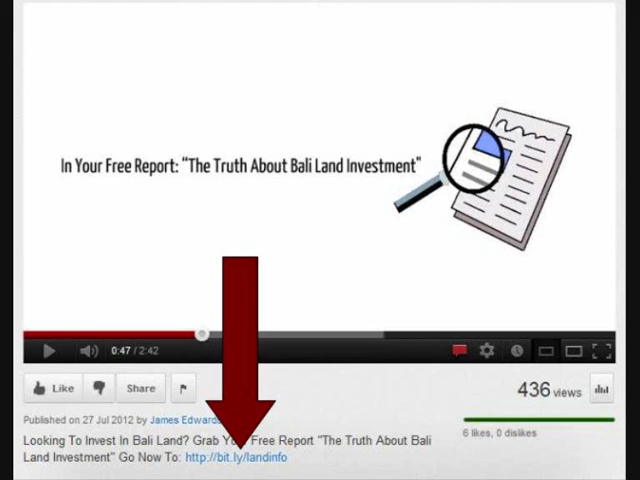 In Your Free Report: “The Truth About Bali Land Investment"
0:47 / 2:42
Like
Share
436 views
Published on 27 Jul 2012 by James Edwards
6 likes, 0 dislikes
Looking To Invest In Bali Land? Grab Free Report "The Truth About Bali
Land Investment" Go Now To: http://bit.ly/landinfo